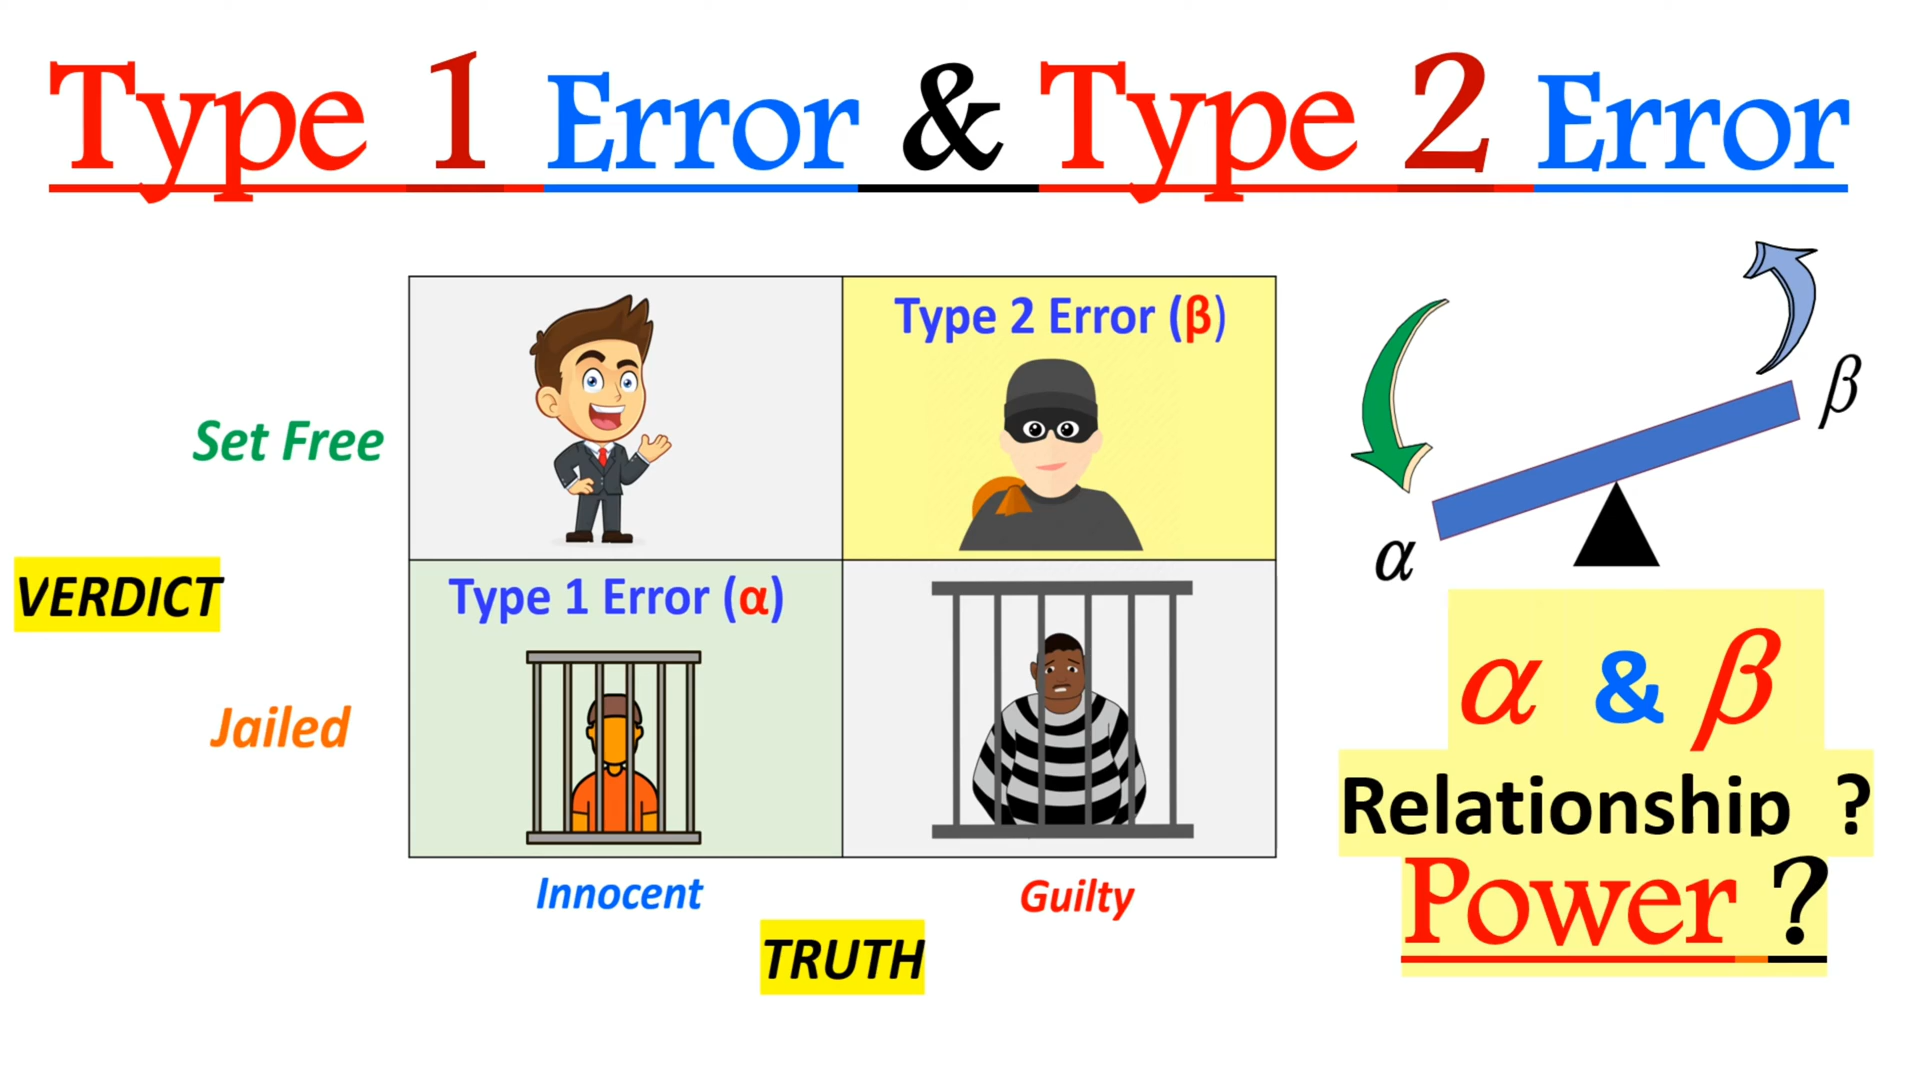 Type 1 Error & Type 2 Error
Type 2 Error (β)
Set Free
β
α
VERDICT
Type 1 Error (α)
Jailed
α & β
Relationship ?
Power ?
Innocent
Guilty
TRUTH